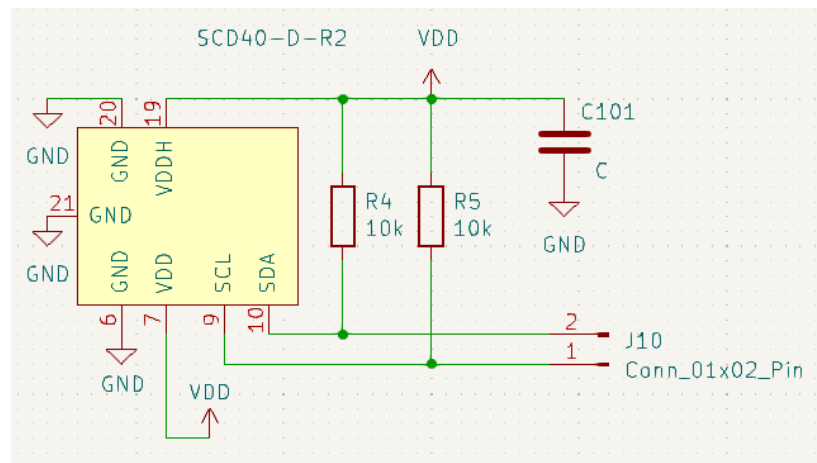 SCD40-D-R2
VDD
20
19
C101
GND
GND
VDDH
C
21
GND
R4
10k
R5
10k
GND
GND
GND
VDD
SCL
SDA
6
7
9
10
2
1
J10
Conn_01x02_Pin
GND
VDD